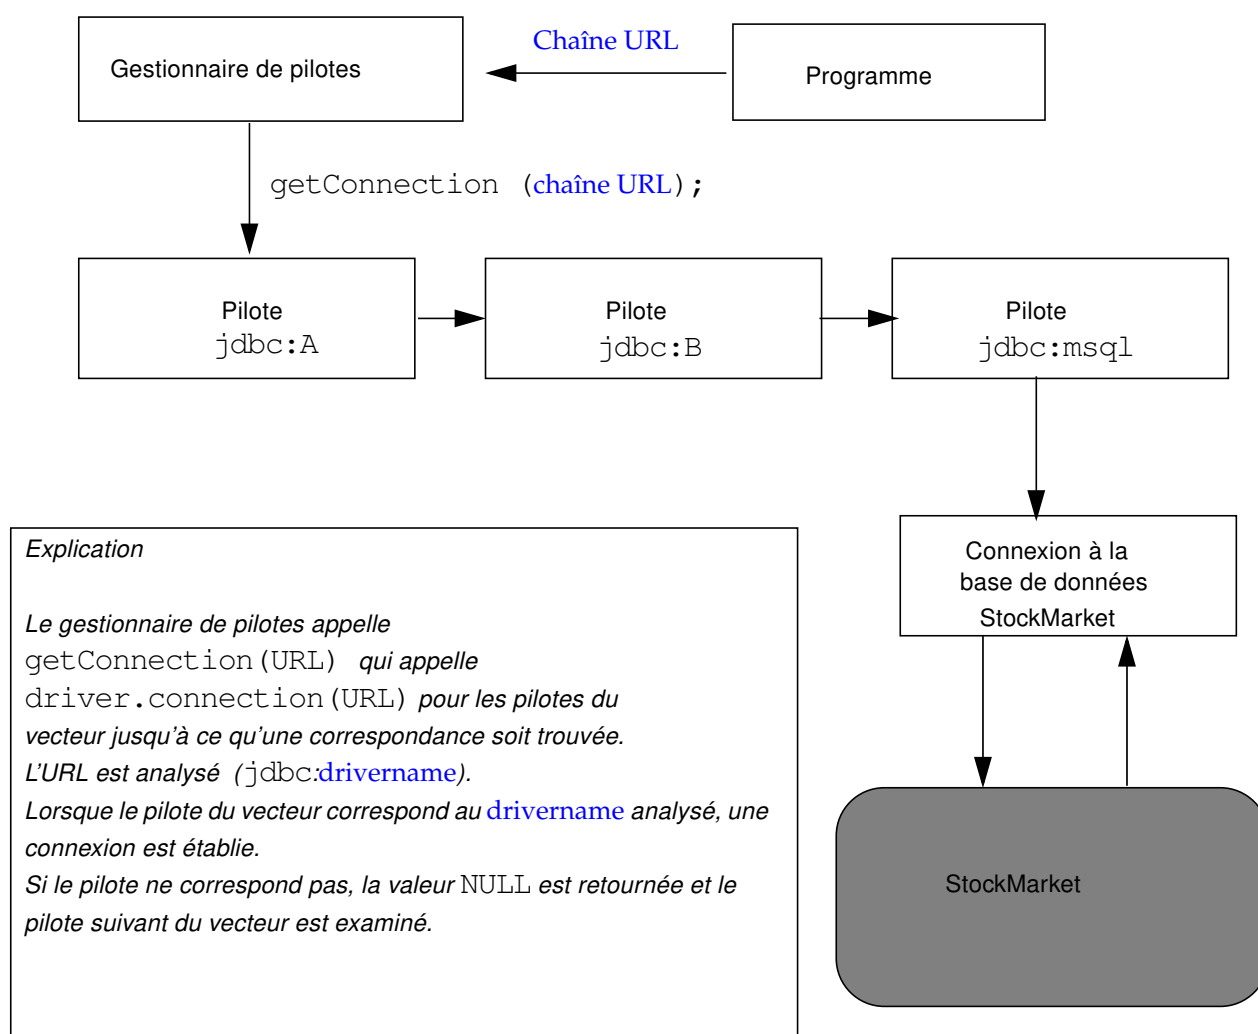 Chaîne URL
Gestionnaire de pilotes
Programme
getConnection (chaîne URL);
Pilote
jdbc:A
Pilote
jdbc:B
Pilote
jdbc:msql
Connexion à la
base de données
StockMarket
Explication
Le gestionnaire de pilotes appelle
getConnection(URL) qui appelle
driver.connection(URL) pour les pilotes du
vecteur jusqu'à ce qu'une correspondance soit trouvée.
L'URL est analysé (jdbc:drivername).
Lorsque le pilote du vecteur correspond au drivername analysé, une
connexion est établie.
Si le pilote ne correspond pas, la valeur NULL est retournée et le
pilote suivant du vecteur est examiné.
StockMarket